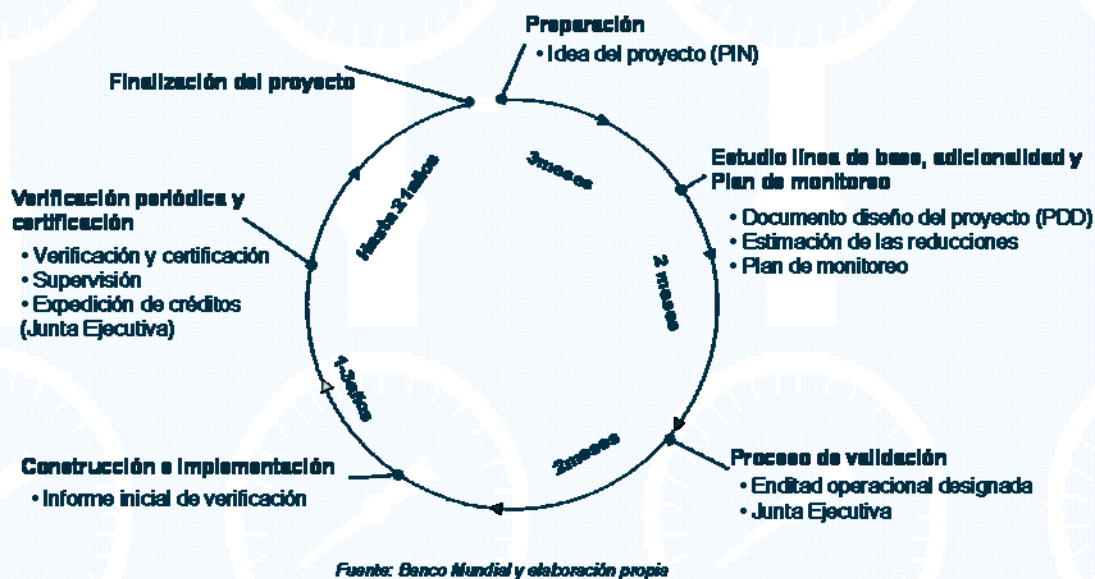 Preparación
• Idea del proyecto (PIN)
Finalización del proyecto
3meses
Estudio línea de base, adicionalidad y
Plan de monitoreo
• Documento diseño del proyecto (PDD)
• Estimación de las reducciones
• Plan de monitoreo
2 meses
Proceso de validación
• Enditad operacional designada
• Junta Ejecutiva
2meses
Construcción e implementación
• Informe inicial de verificación
1-3años
Verificación periódica y
certificación
• Verificación y certificación
• Supervisión
• Expedición de créditos
(Junta Ejecutiva)
Hasta 21años
Fuente: Banco Mundial y elaboración propia